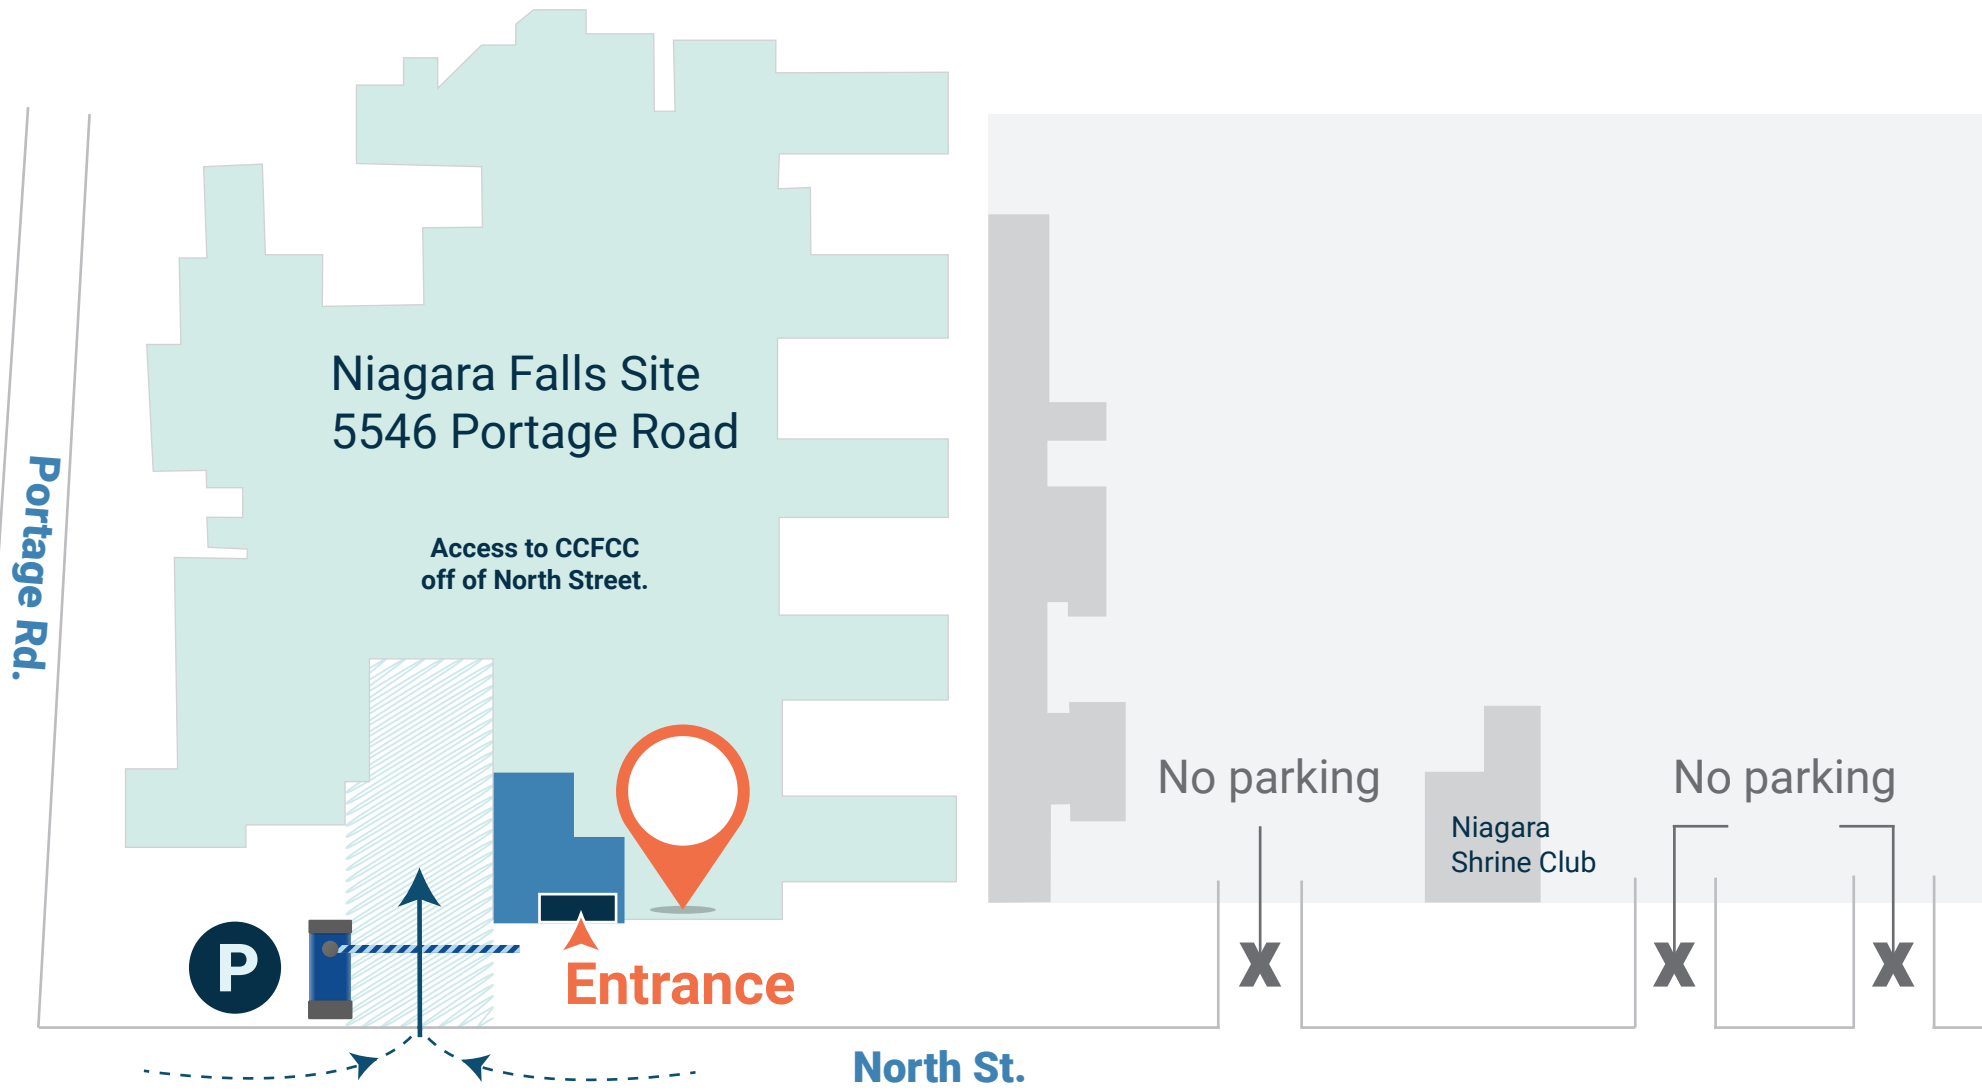 Niagara Falls Site
5546 Portage Road
Access to CCFCC
off of North Street.
Portage Rd.
No parking
No parking
Niagara
Shrine Club
X
X
X
P
Entrance
North St.